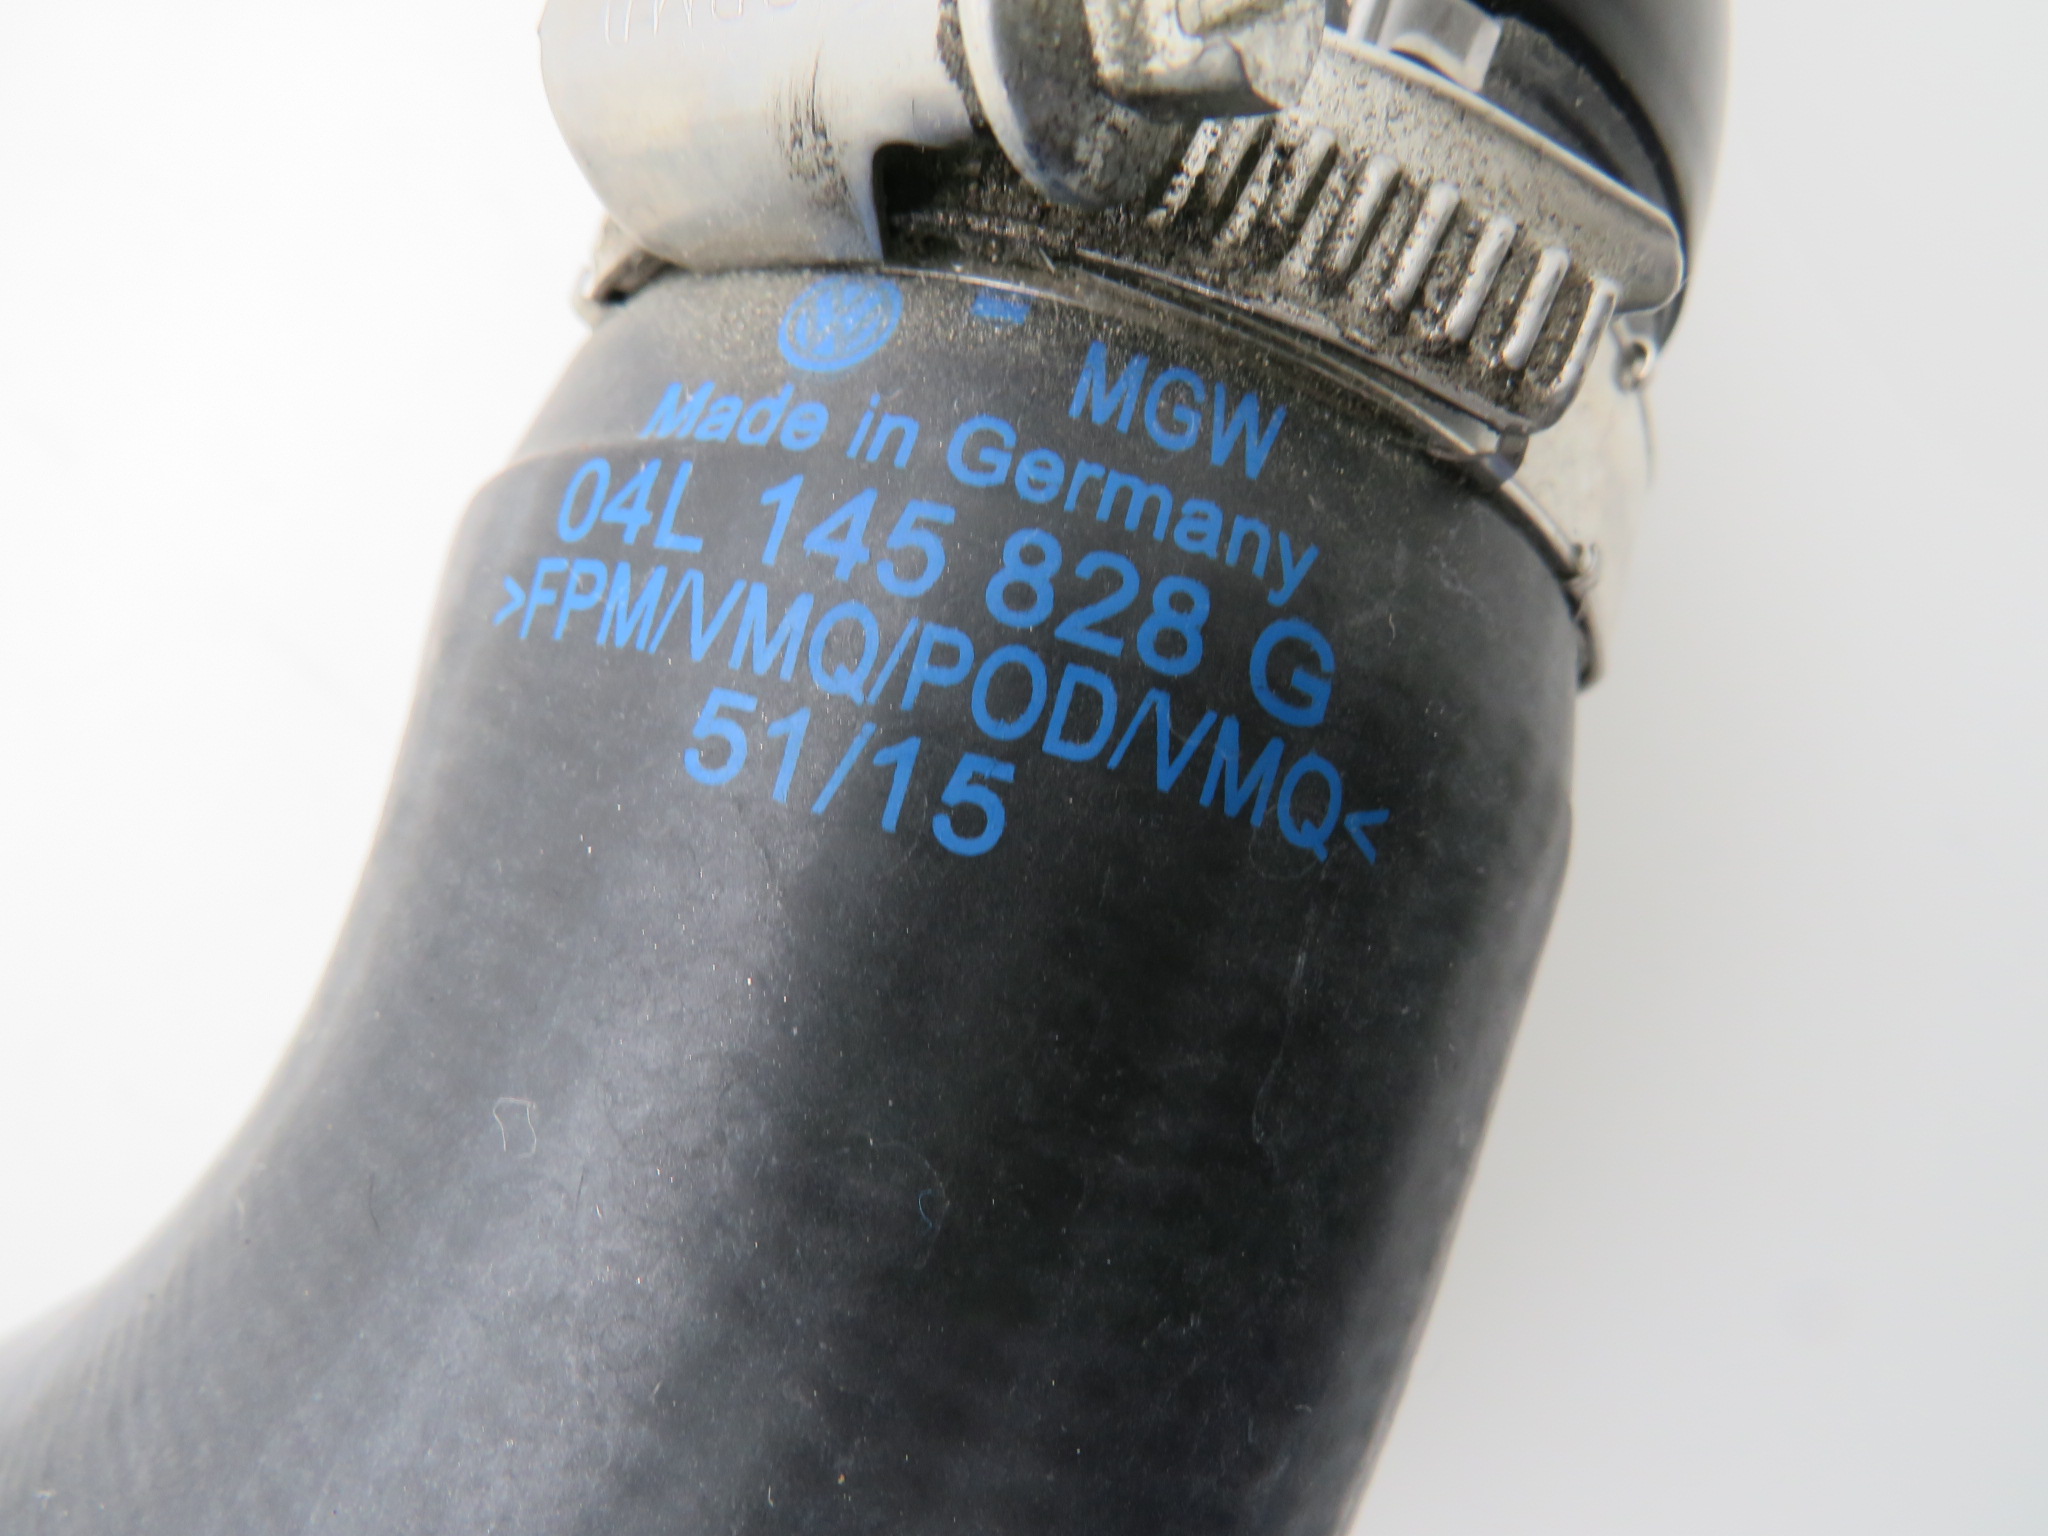 MGW
Made in Germany
04L 145 828 G
>FPM/VMQ/POD/VMQ<
51/15